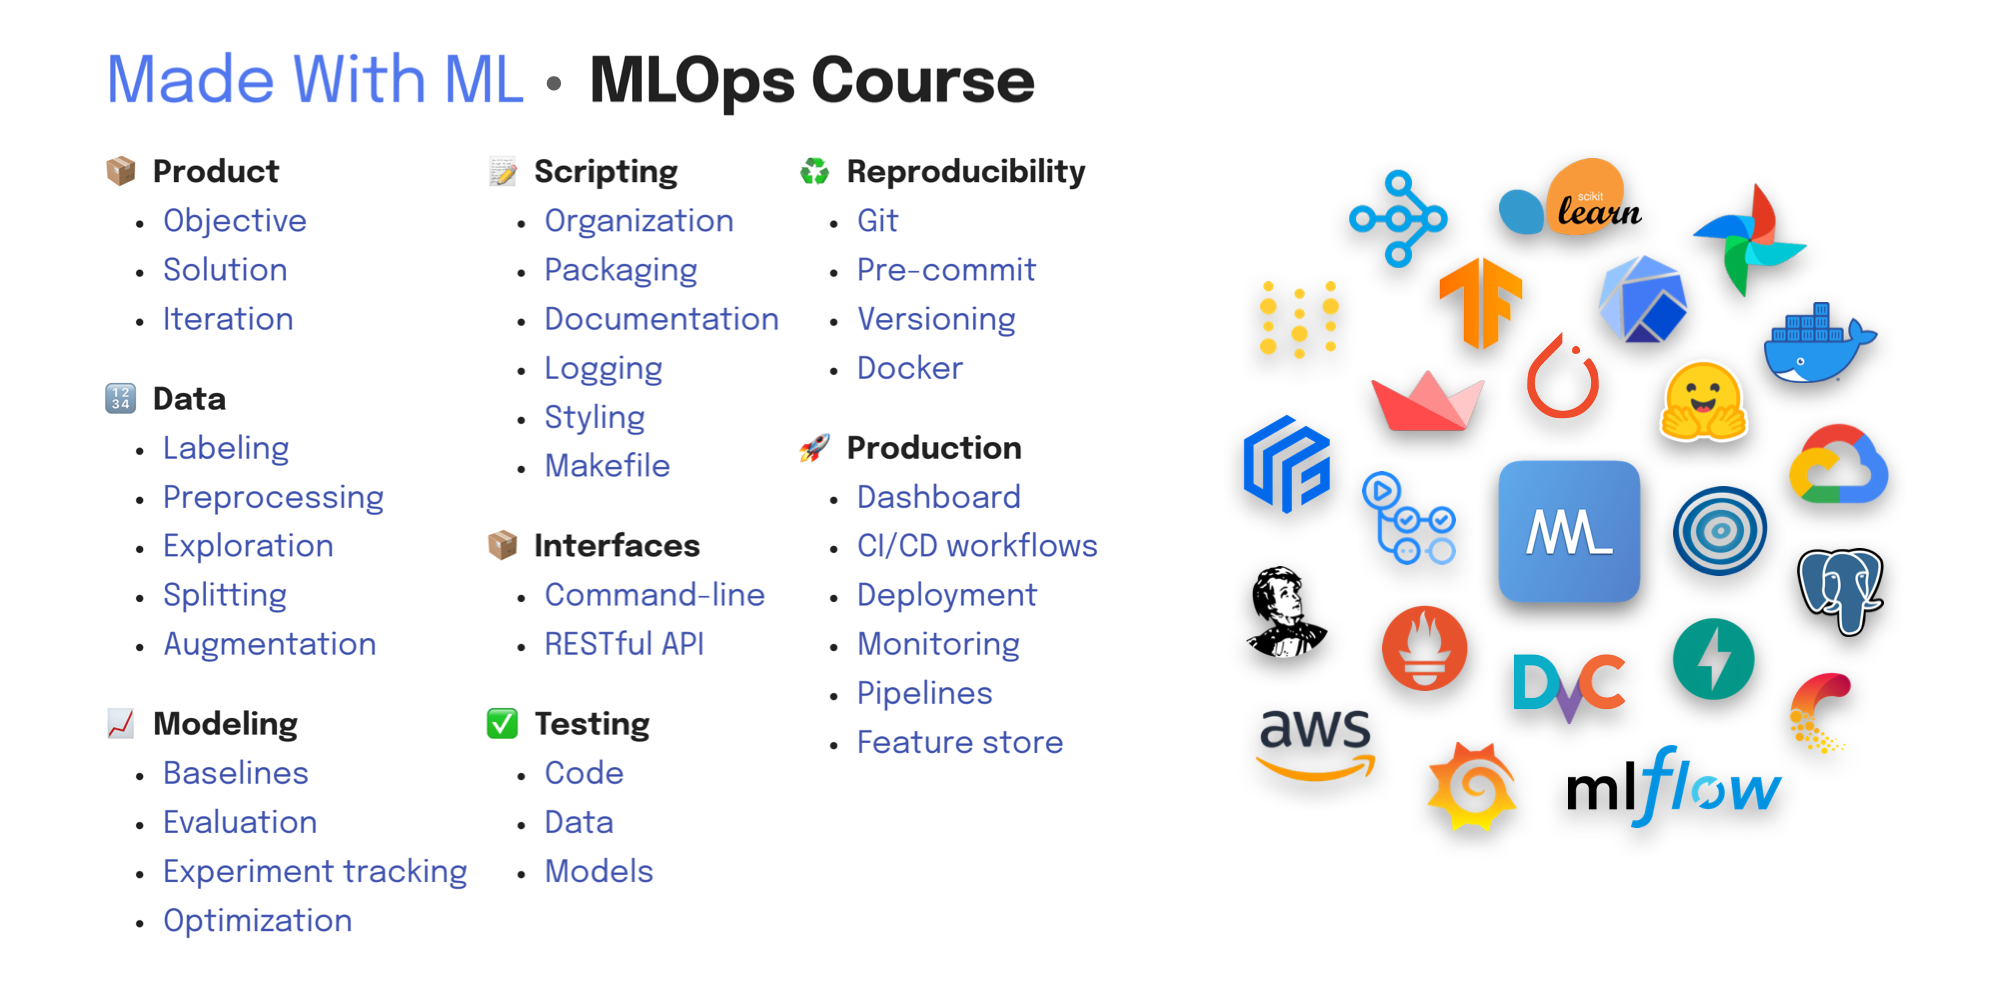 Made With ML • MLOps Course
📦 Product
• Objective
• Solution
• Iteration
🔢 Data
• Labeling
• Preprocessing
• Exploration
• Splitting
• Augmentation
📈 Modeling
• Baselines
• Evaluation
• Experiment tracking
• Optimization
📝 Scripting
• Organization
• Packaging
• Documentation
• Logging
• Styling
• Makefile
📦 Interfaces
• Command-line
• RESTful API
✅ Testing
• Code
• Data
• Models
♻️ Reproducibility
• Git
• Pre-commit
• Versioning
• Docker
🚀 Production
• Dashboard
• CI/CD workflows
• Deployment
• Monitoring
• Pipelines
• Feature store
scikit
learn
ML
DVC
aws
mlflow